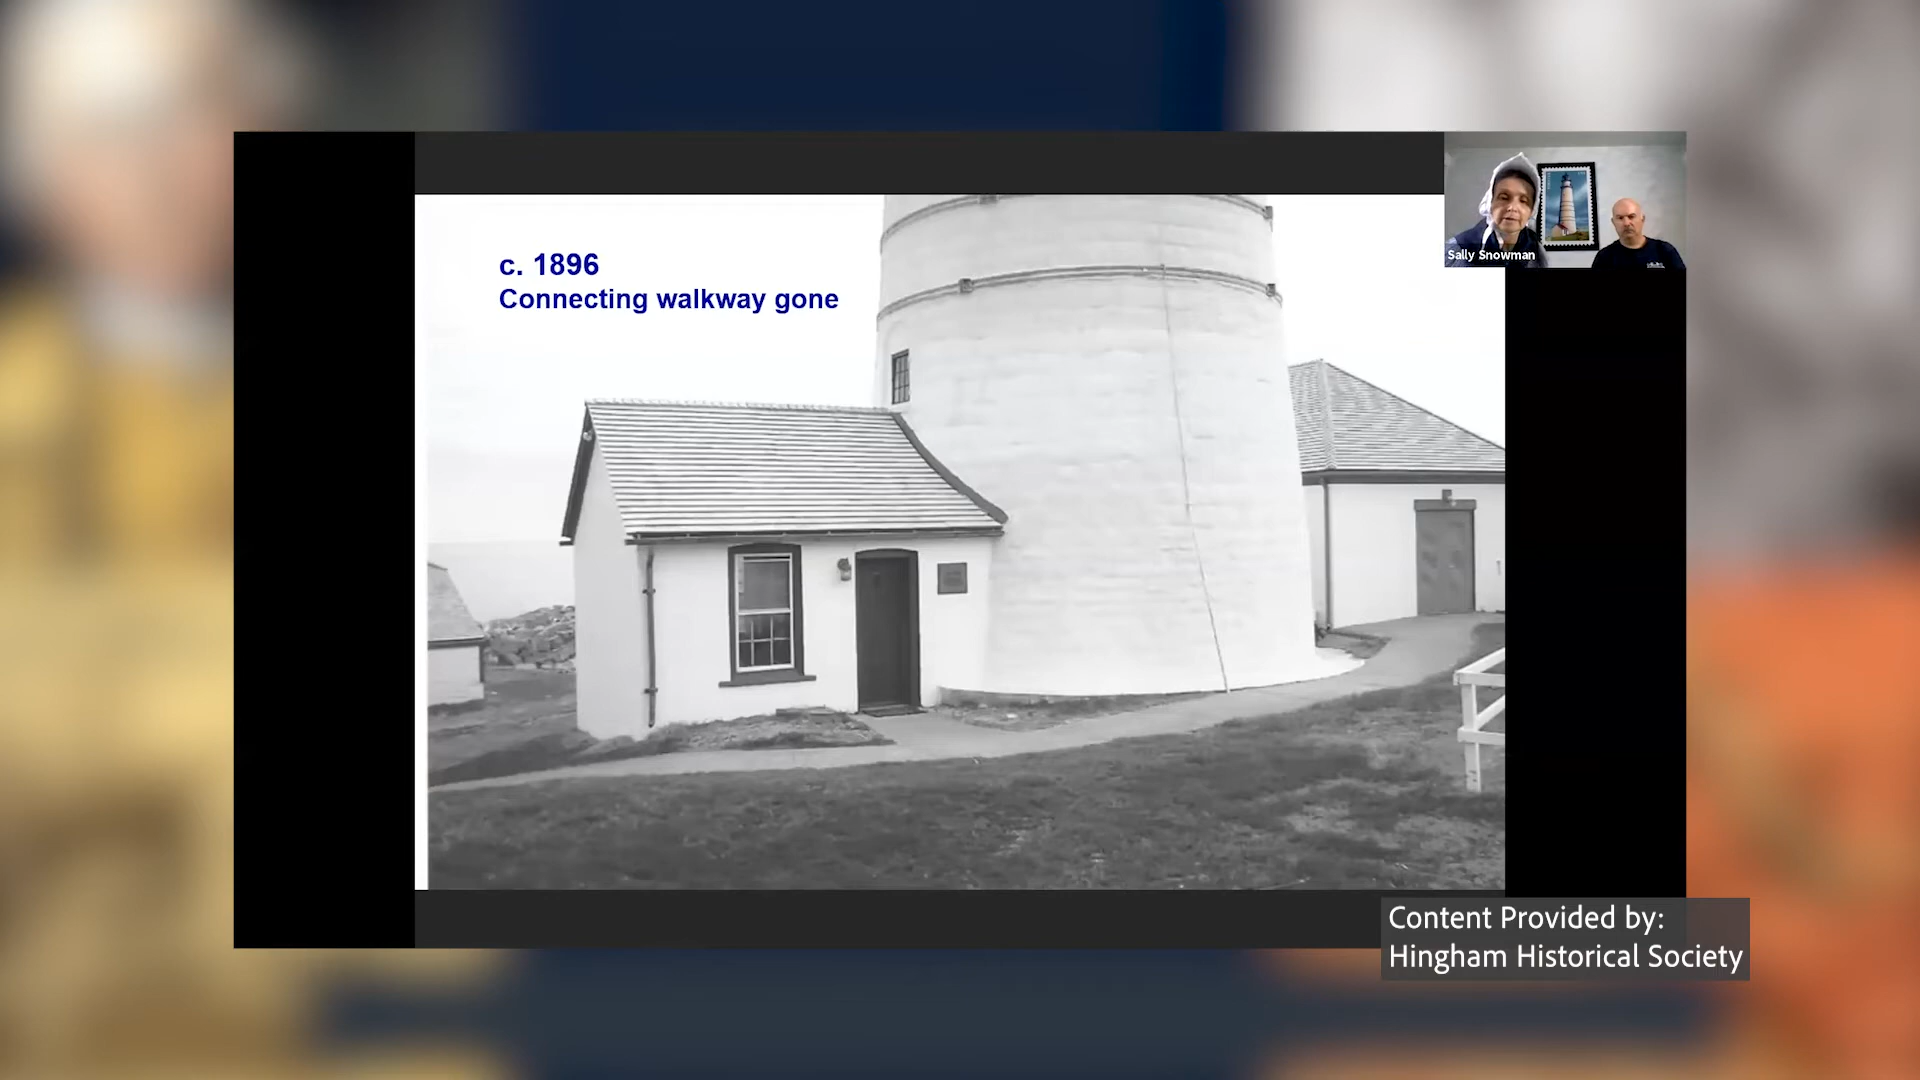 c. 1896
Connecting walkway gone
Sally Snowman
Content Provided by:
Hingham Historical Society